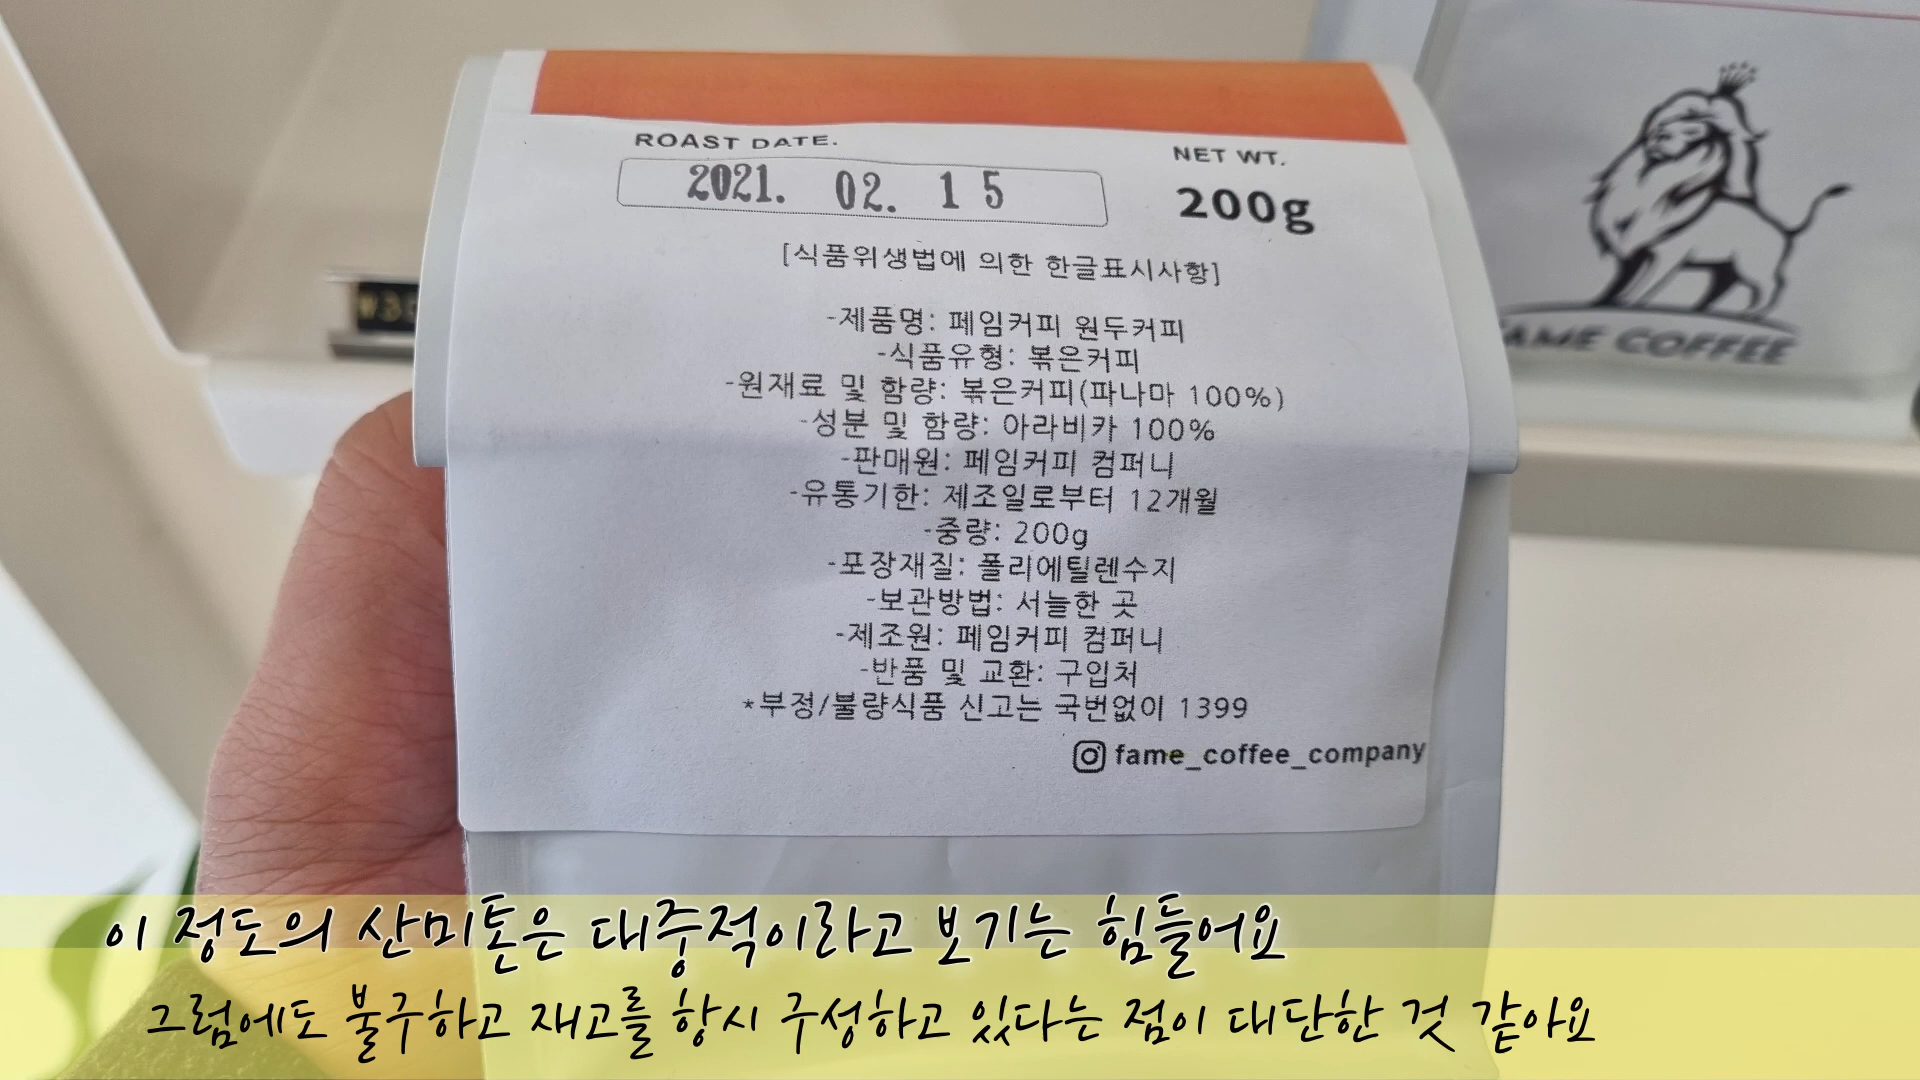 ROAST DATE.
2021. 02. 15
NET WT.
200g
[식품위생법에 의한 한글표시사항]
-제품명: 페임커피 원두커피
-식품유형: 볶은커피
-원재료 및 함량: 볶은커피(파나마 100%)
-성분 및 함량: 아라비카 100%
-판매원: 페임커피 컴퍼니
-유통기한: 제조일로부터 12개월
-중량: 200g
-포장재질: 폴리에틸렌수지
-보관방법: 서늘한 곳
-제조원: 페임커피 컴퍼니
-반품 및 교환: 구입처
*부정/불량식품 신고는 국번없이 1399
fame_coffee_company
FAME COFFEE
이 정도의 산미톤은 대중적이라고 보기는 힘들어요
그럼에도 불구하고 재고를 항시 구성하고 있다는 점이 대단한 것 같아요